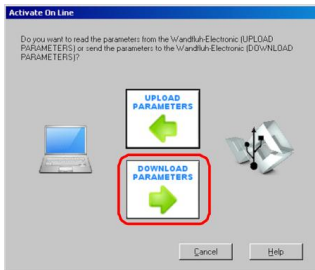 Activate On Line
Do you want to read the parameters from the Wandfluh-Electronic (UPLOAD
PARAMETERS) or send the parameters to the Wandfluh-Electronic (DOWNLOAD
PARAMETERS)?
UPLOAD
PARAMETERS
DOWNLOAD
PARAMETERS
Cancel
Help